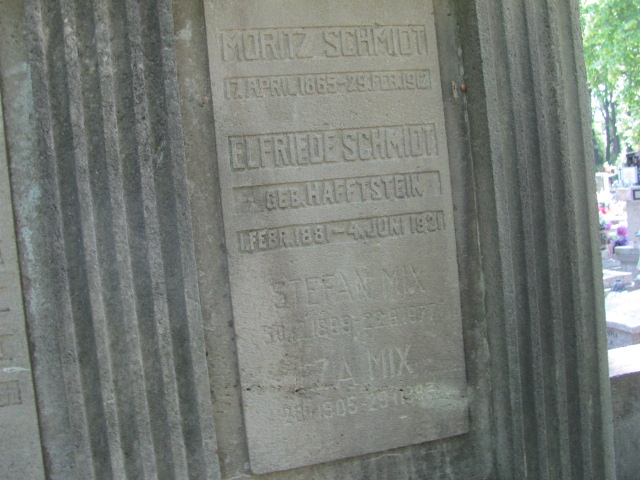 MORITZ SCHMIDT
17. APRIL 1865-29. FEB. 1912
ELFRIEDE SCHMIDT
GEB. HAFFTSTEIN
1. FEBR. 1881-4. JUNI 1921
STEFAN MIX
MIX